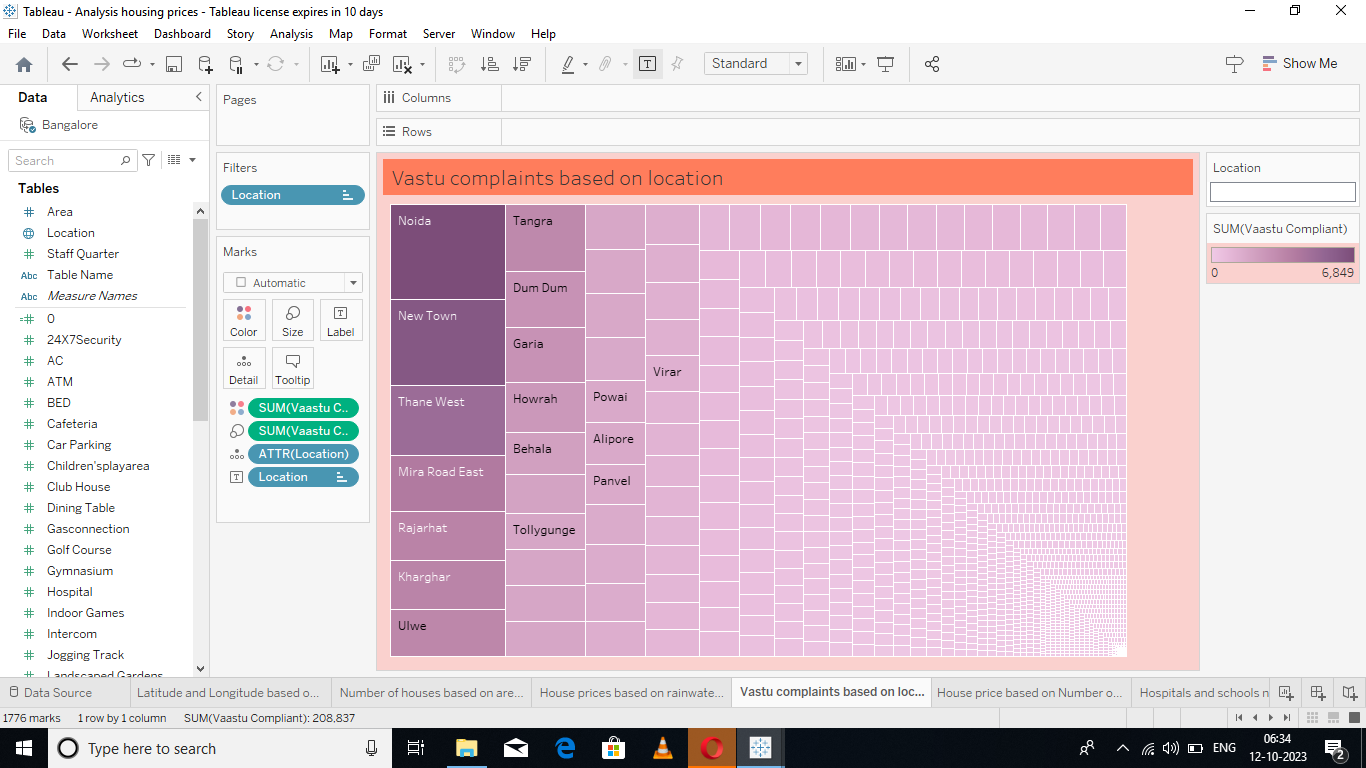 Tableau - Analysis housing prices - Tableau license expires in 10 days
File Data Worksheet Dashboard Story Analysis Map Format Server Window Help
Standard
Show Me
Data Analytics
Bangalore
Search
Tables
Area
Location
Staff Quarter
Abc Table Name
Abc Measure Names
0
24X7Security
AC
ATM
BED
Cafeteria
Car Parking
Children'splayarea
Club House
Dining Table
Gasconnection
Golf Course
Gymnasium
Hospital
Indoor Games
Intercom
Jogging Track
Landscaped Gardens
Pages
Filters
Location
Marks
Automatic
Color Size Label
Detail Tooltip
SUM(Vaastu C..
SUM(Vaastu C..
ATTR(Location)
Location
Columns
Rows
Vastu complaints based on location
Noida
New Town
Thane West
Mira Road East
Rajarhat
Kharghar
Ulwe
Tangra
Dum Dum
Garia
Howrah
Behala
Tollygunge
Powai
Alipore
Panvel
Virar
Location
SUM(Vaastu Compliant)
0 6,849
Data Source Latitude and Longitude based o... Number of houses based on are... House prices based on rainwate... Vastu complaints based on loc... House price based on Number o... Hospitals and schools n
1776 marks 1 row by 1 column SUM(Vaastu Compliant): 208,837
Type here to search
ENG
06:34
12-10-2023
2